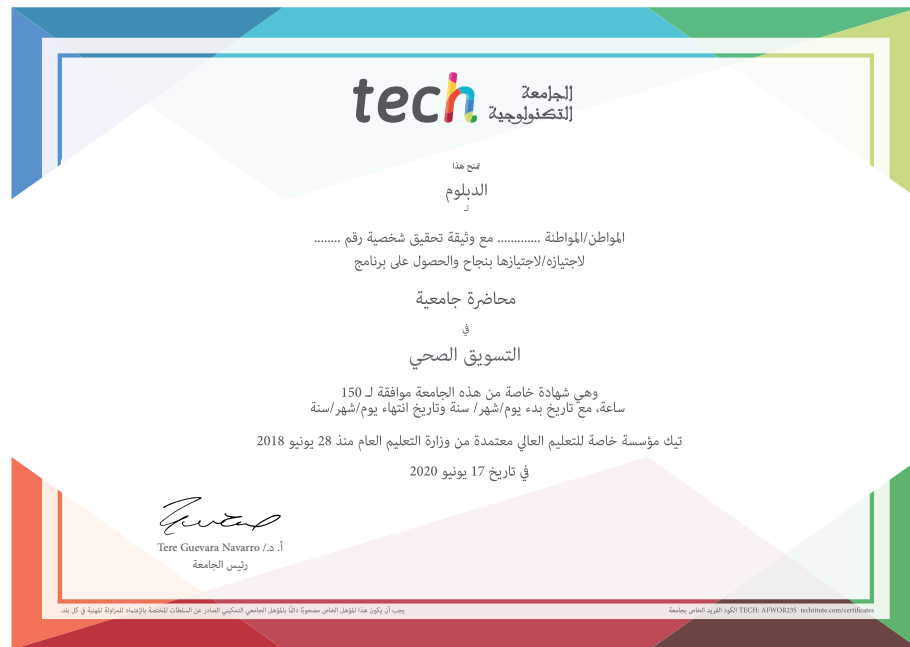 tech الجامعة
التكنولوجية
تمنح هذا
الدبلوم
لـ
المواطن/المواطنة ............. مع وثيقة تحقيق شخصية رقم ........
لاجتيازه/لاجتيازها بنجاح والحصول على برنامج
محاضرة جامعية
في
التسويق الصحي
وهي شهادة خاصة من هذه الجامعة موافقة لـ 150
ساعة، مع تاريخ بدء يوم/شهر/ سنة وتاريخ انتهاء يوم/شهر/سنة
تيك مؤسسة خاصة للتعليم العالي معتمدة من وزارة التعليم العام منذ 28 يونيو 2018
في تاريخ 17 يونيو 2020
أ. د./ Tere Guevara Navarro
رئيس الجامعة
يجب أن يكون هذا المؤهل الخاص مصحوبًا دائمًا بالمؤهل الجامعي التمكيني الصادر عن السلطات المختصة بالإعتماد للمزاولة المهنية في كل بلد.
الكود الفريد الخاص بجامعة TECH: AFWOR235 techtitute.com/certificates